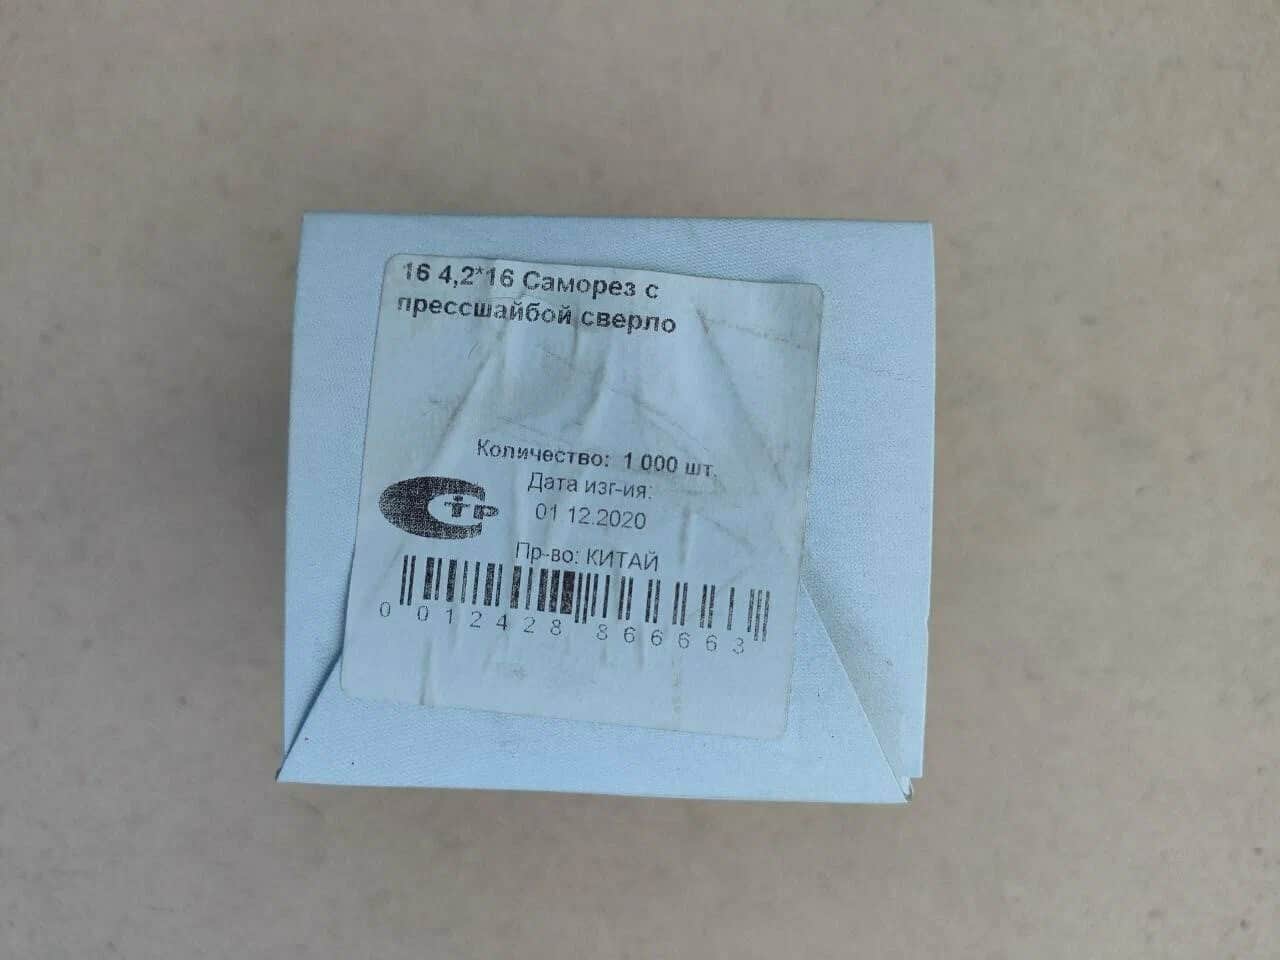 16 4,2*16 Саморез с
прессшайбой сверло
Количество: 1 000 шт.
Дата изг-ия:
01.12.2020
Пр-во: КИТАЙ
0 012428 866663